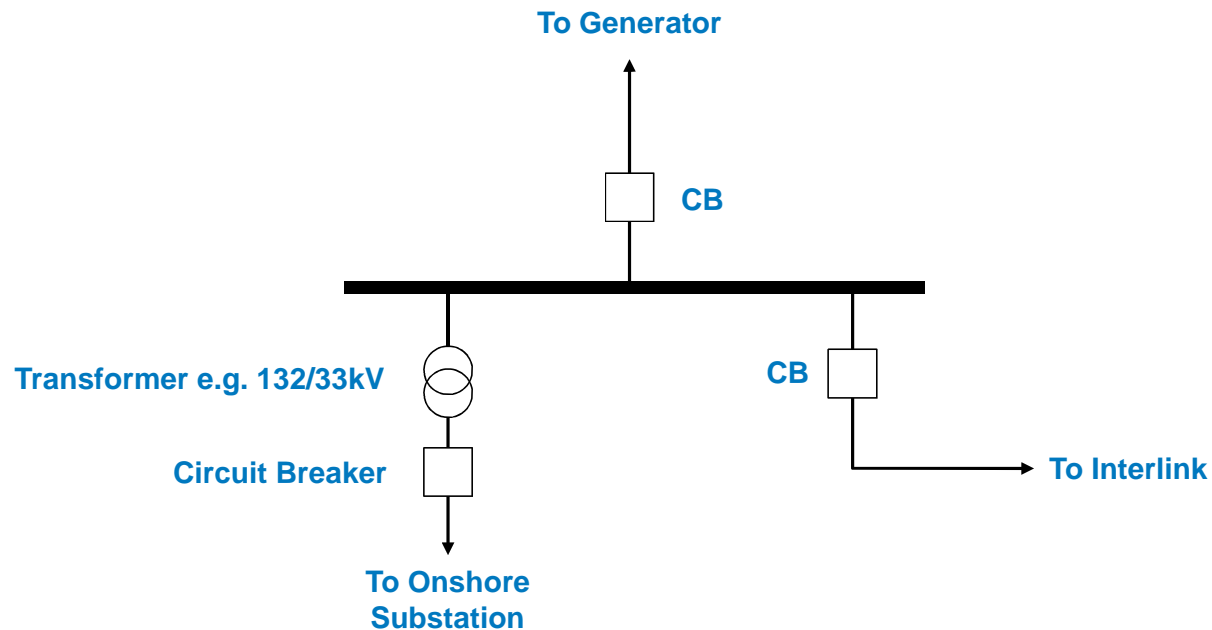 To Generator
CB
Transformer e.g. 132/33kV
CB
Circuit Breaker
To Interlink
To Onshore
Substation